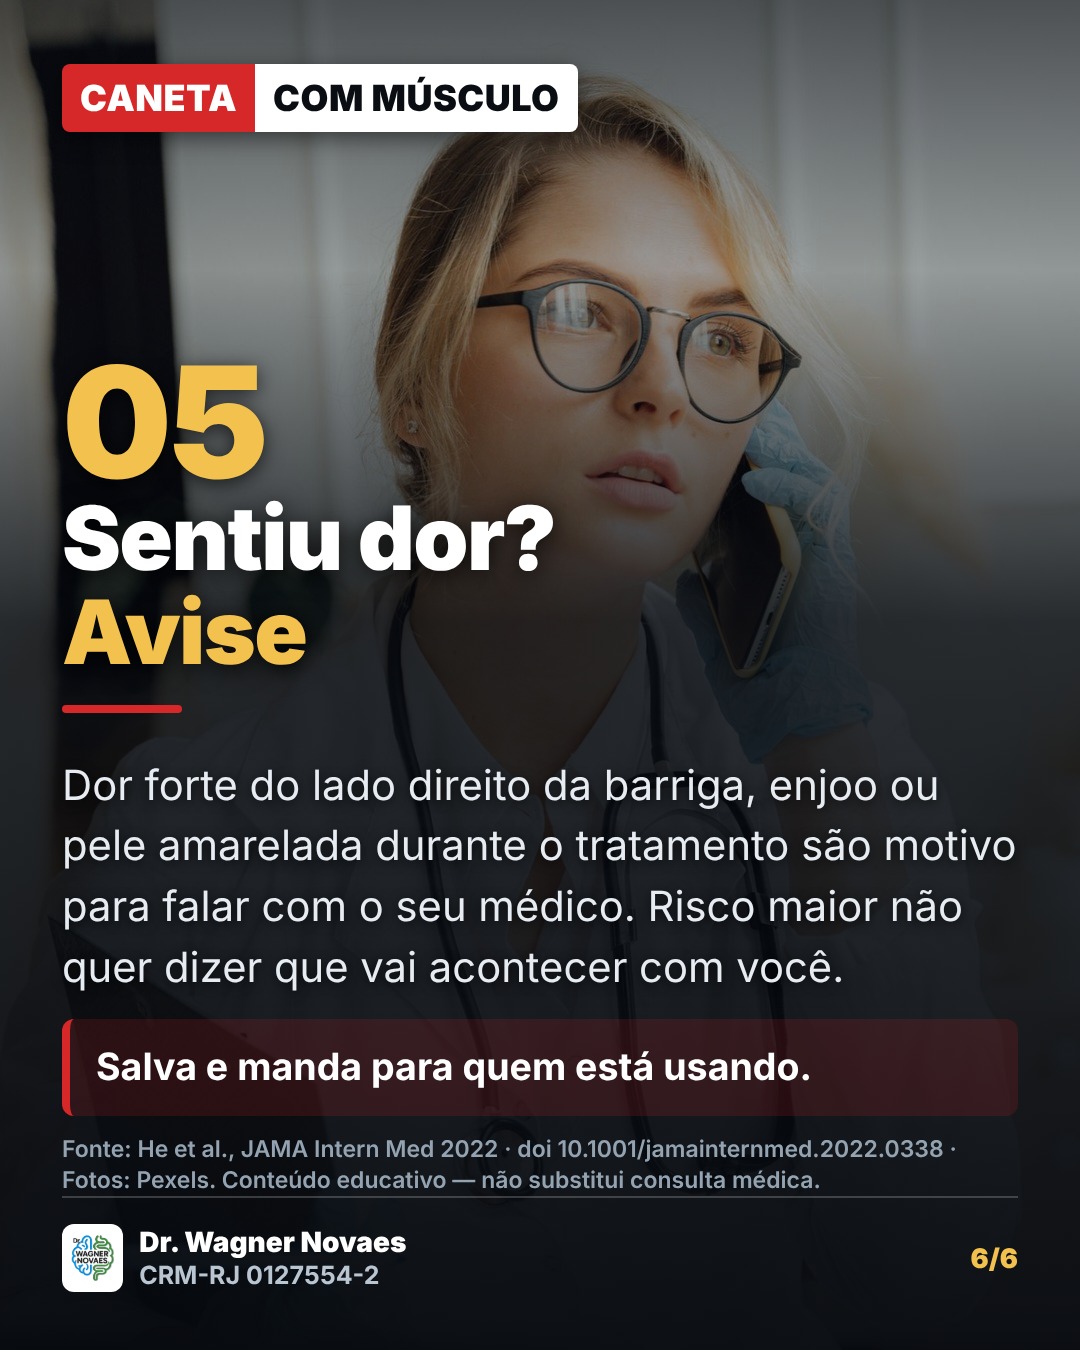 CANETA COM MÚSCULO
05
Sentiu dor?
Avise
Dor forte do lado direito da barriga, enjoo ou
pele amarelada durante o tratamento são motivo
para falar com o seu médico. Risco maior não
quer dizer que vai acontecer com você.
Salva e manda para quem está usando.
Fonte: He et al., JAMA Intern Med 2022 · doi 10.1001/jamainternmed.2022.0338 ·
Fotos: Pexels. Conteúdo educativo — não substitui consulta médica.
Dr.
WAGNER
NOVAES
Dr. Wagner Novaes
CRM-RJ 0127554-2
6/6